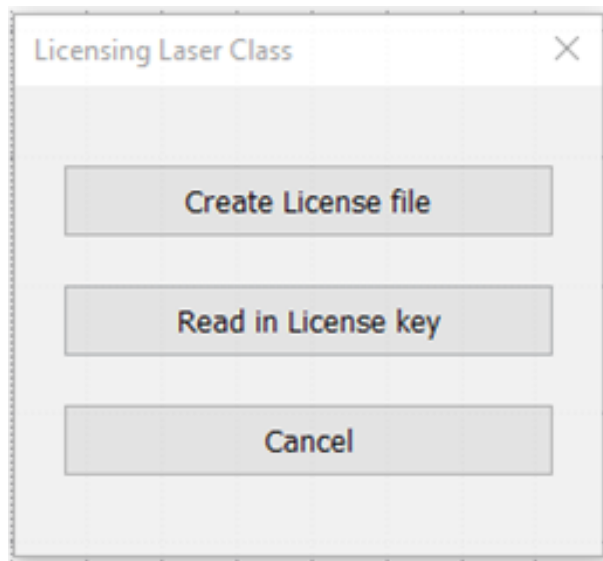 Licensing Laser Class
Create License file
Read in License key
Cancel